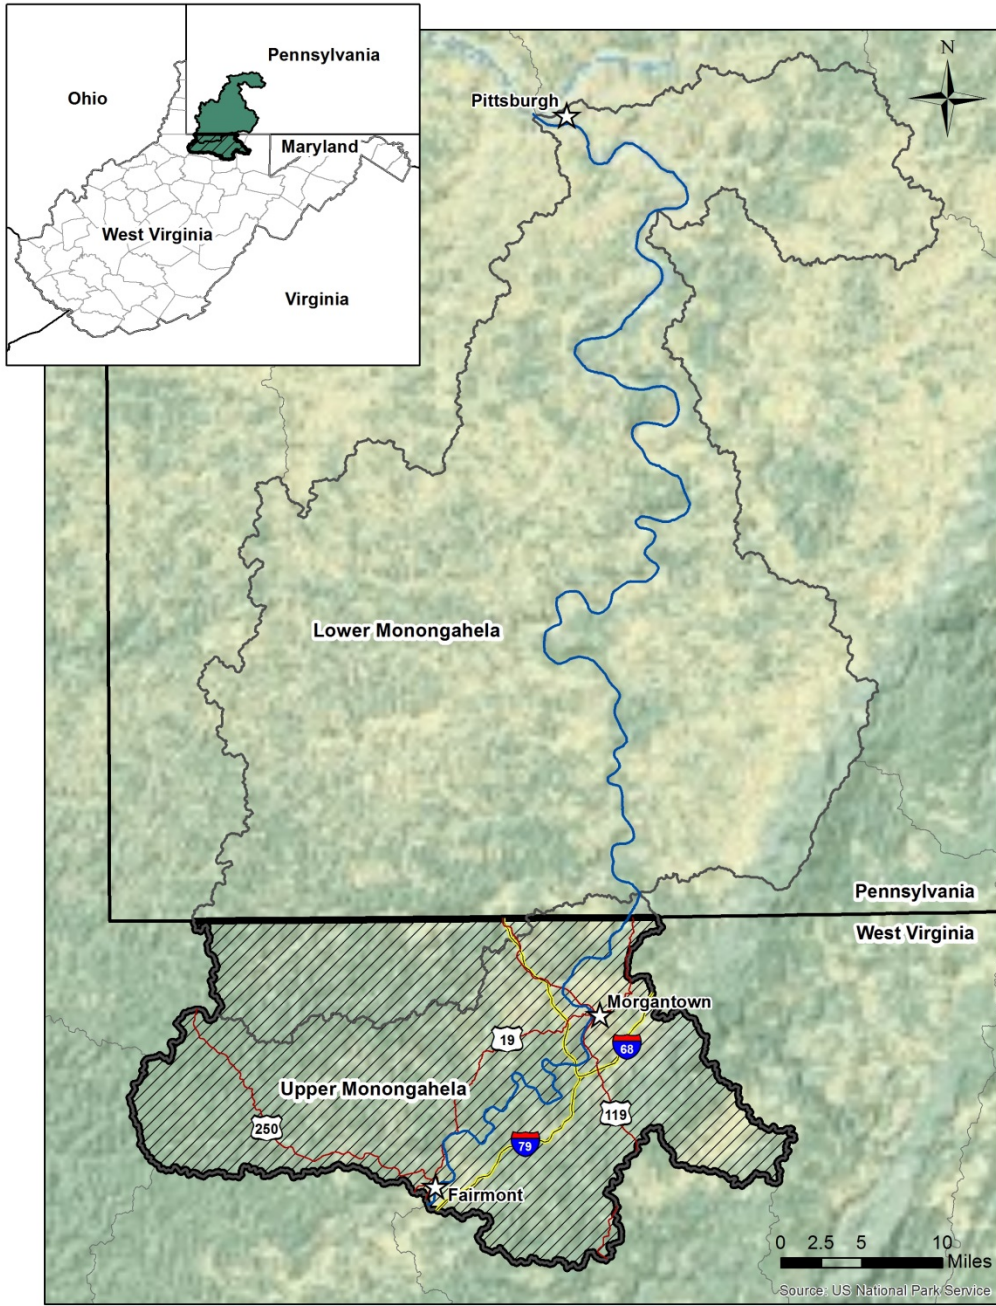 Pennsylvania
Ohio
Maryland
West Virginia
Virginia
N
Pittsburgh
Lower Monongahela
Pennsylvania
West Virginia
Morgantown
19
68
Upper Monongahela
119
250
79
Fairmont
0 2.5 5 10
Miles
Source: US National Park Service